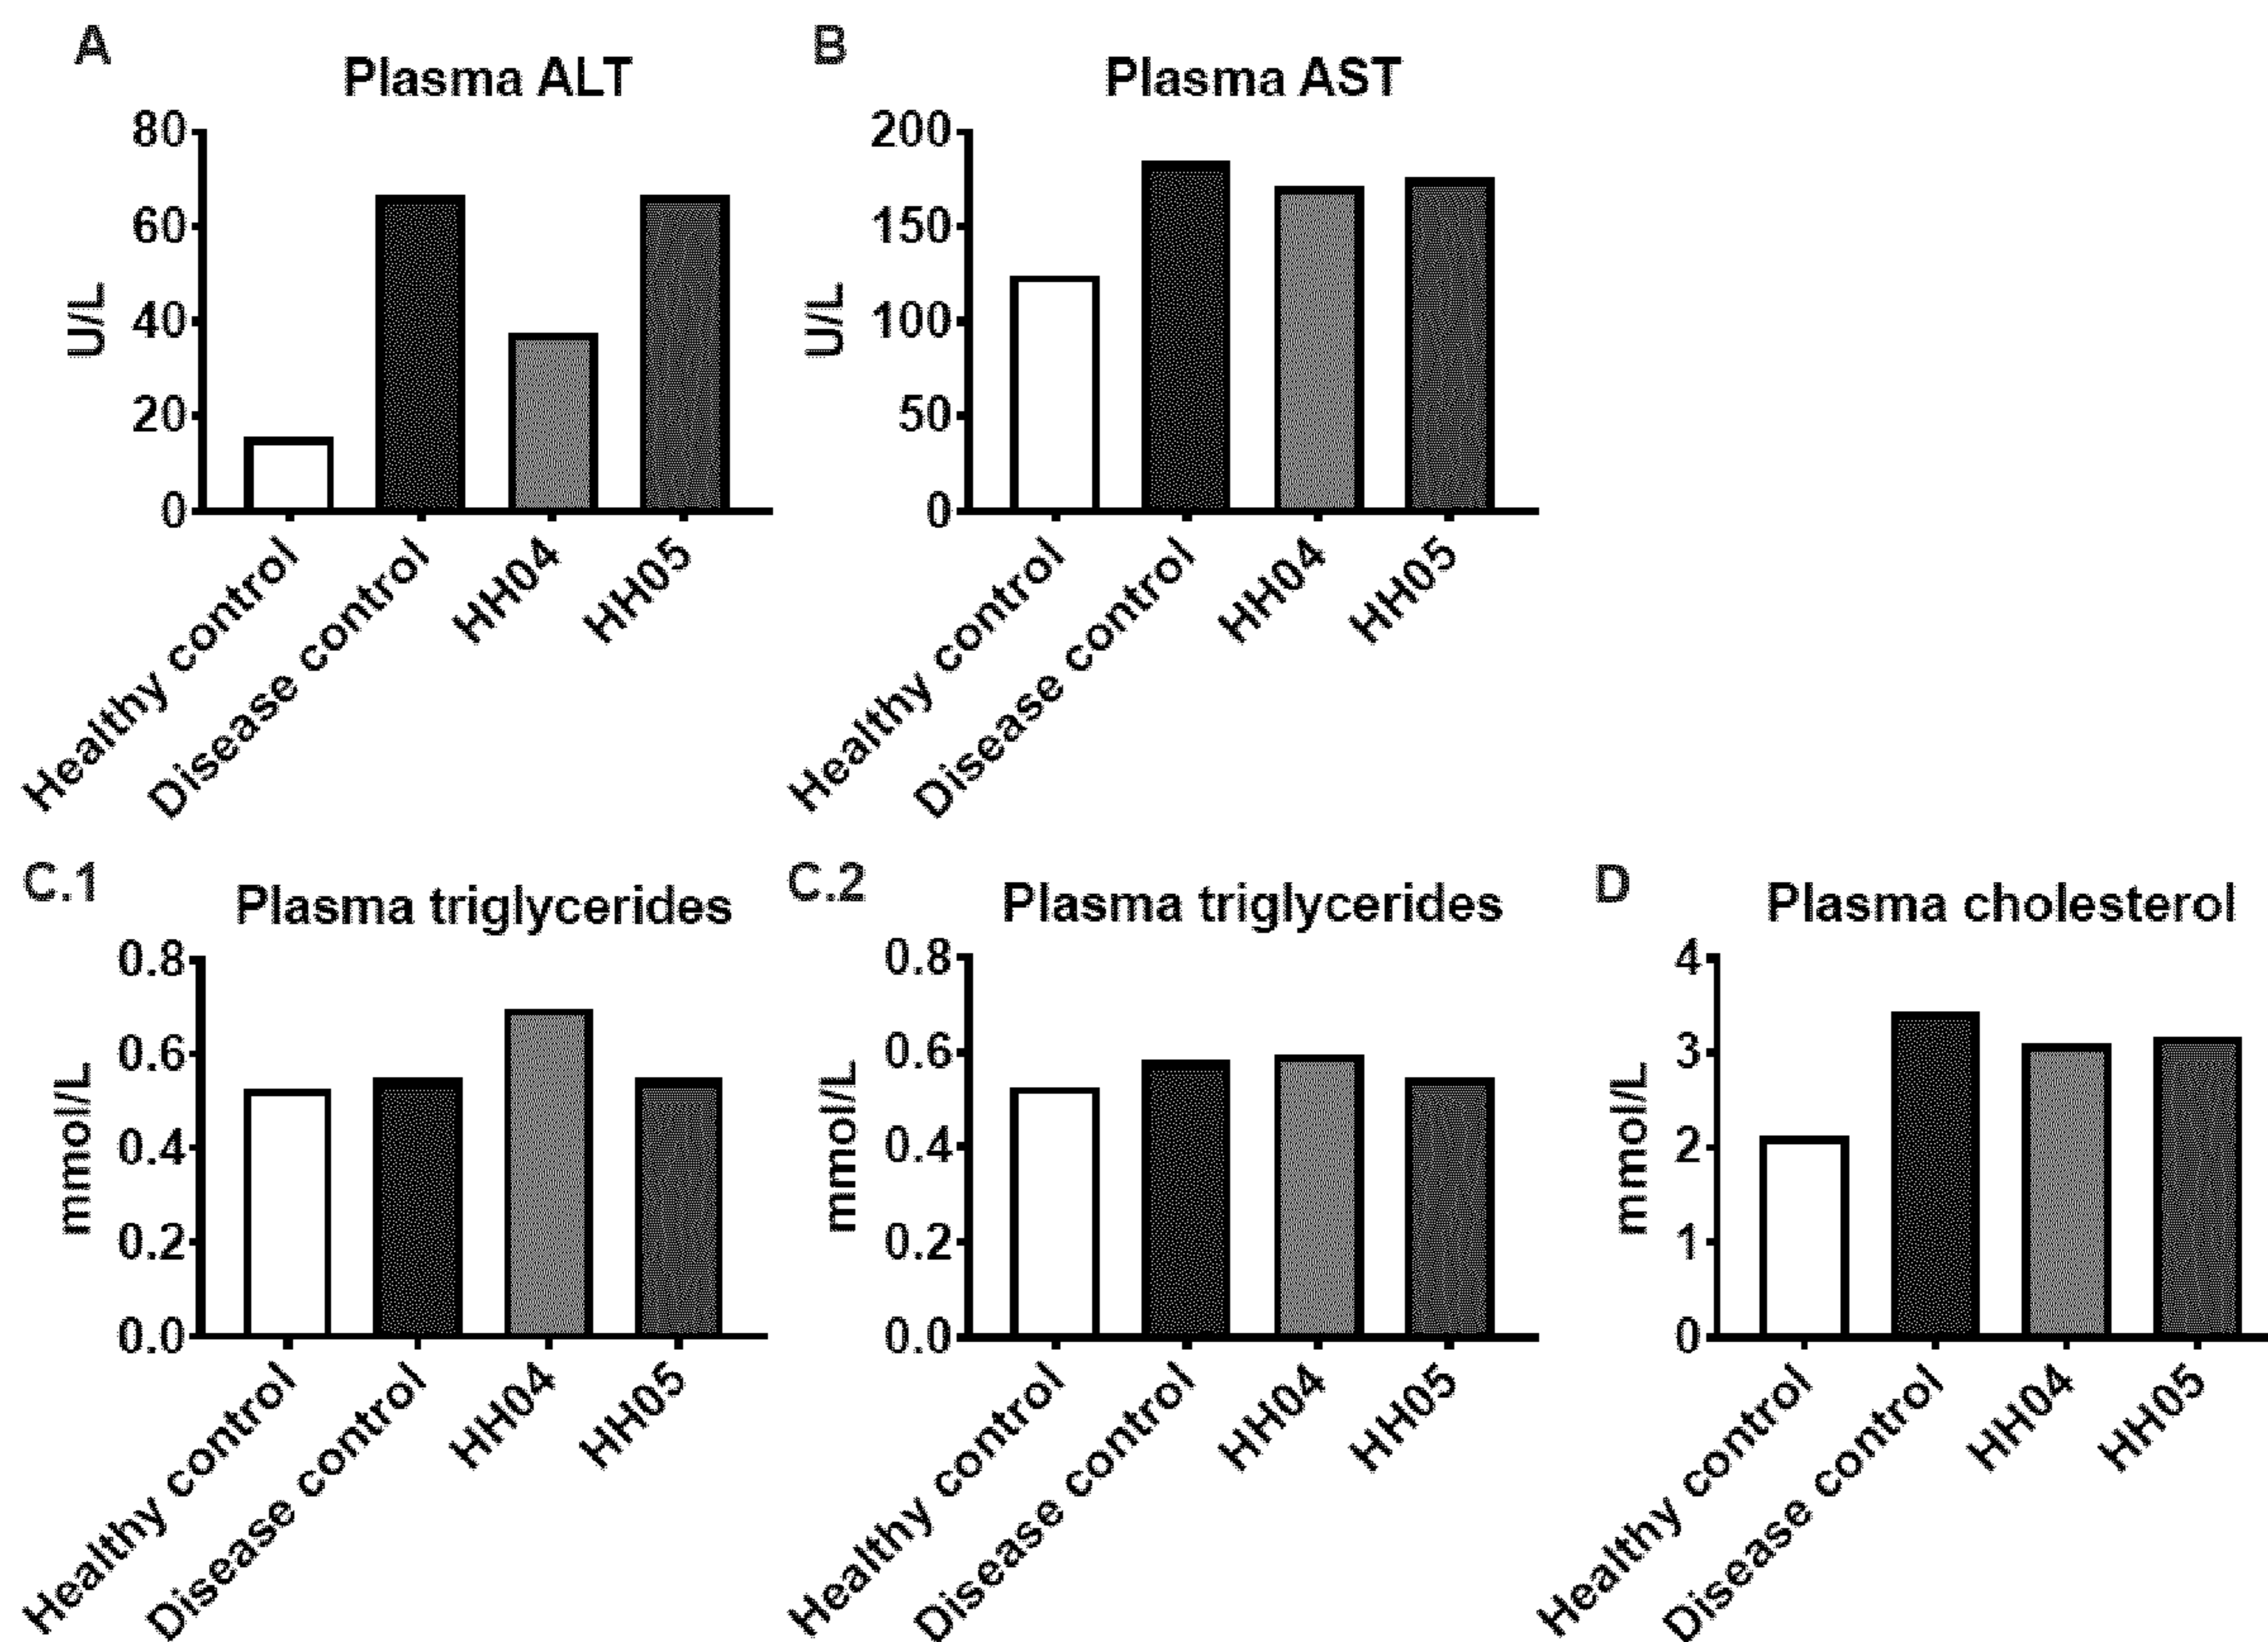 A
Plasma ALT
80
60
40
20
0
U/L
Healthy control
Disease control
HH04
HH05
B
Plasma AST
200
150
100
50
0
U/L
Healthy control
Disease control
HH04
HH05
C.1
Plasma triglycerides
0.8
0.6
0.4
0.2
0.0
mmol/L
Healthy control
Disease control
HH04
HH05
C.2
Plasma triglycerides
0.8
0.6
0.4
0.2
0.0
mmol/L
Healthy control
Disease control
HH04
HH05
D
Plasma cholesterol
4
3
2
1
0
mmol/L
Healthy control
Disease control
HH04
HH05